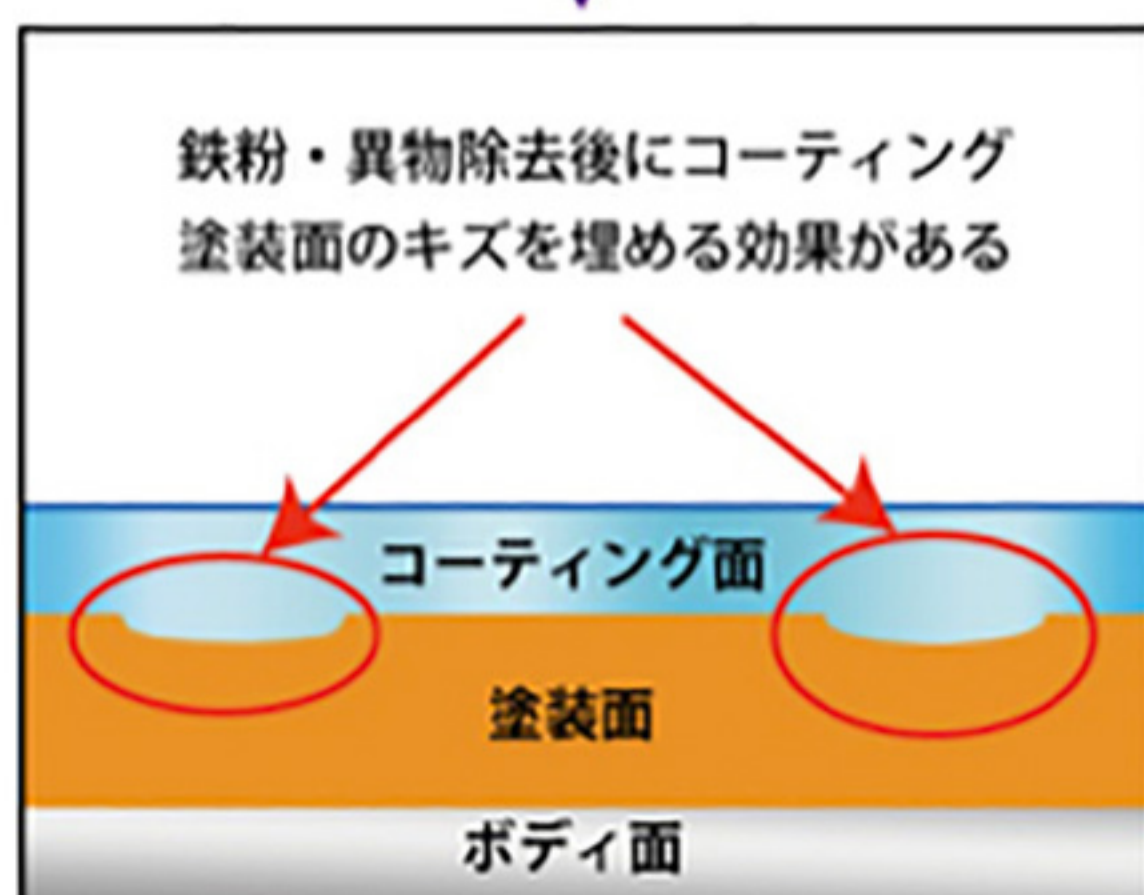 鉄粉・異物除去後にコーティング
塗装面のキズを埋める効果がある
コーティング面
塗装面
ボディ面